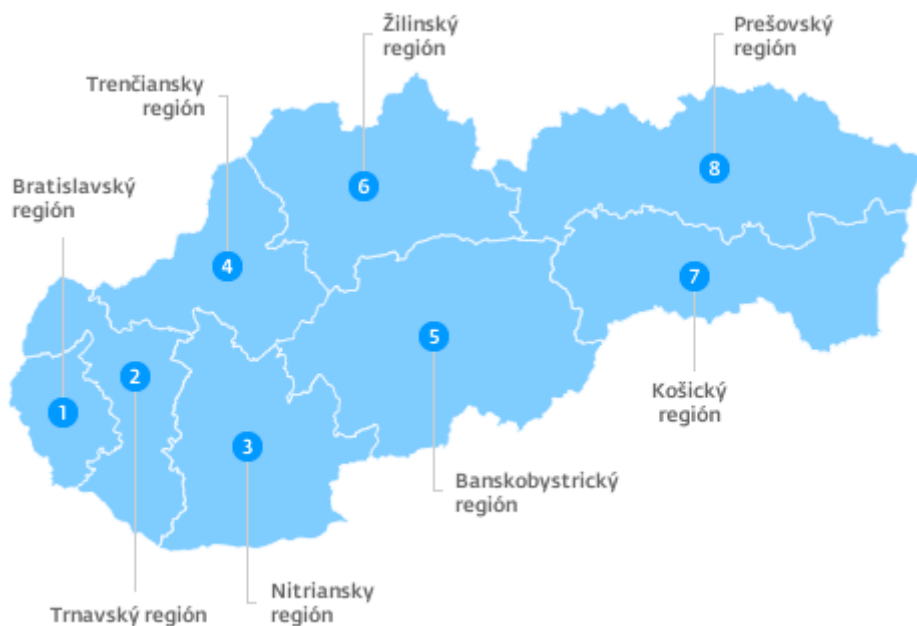 Žilinský
región
Prešovský
región
Trenčiansky
región
Bratislavský
región
8
6
4
7
5
2
1
3
Košický
región
Banskobystrický
región
Nitriansky
región
Trnavský región